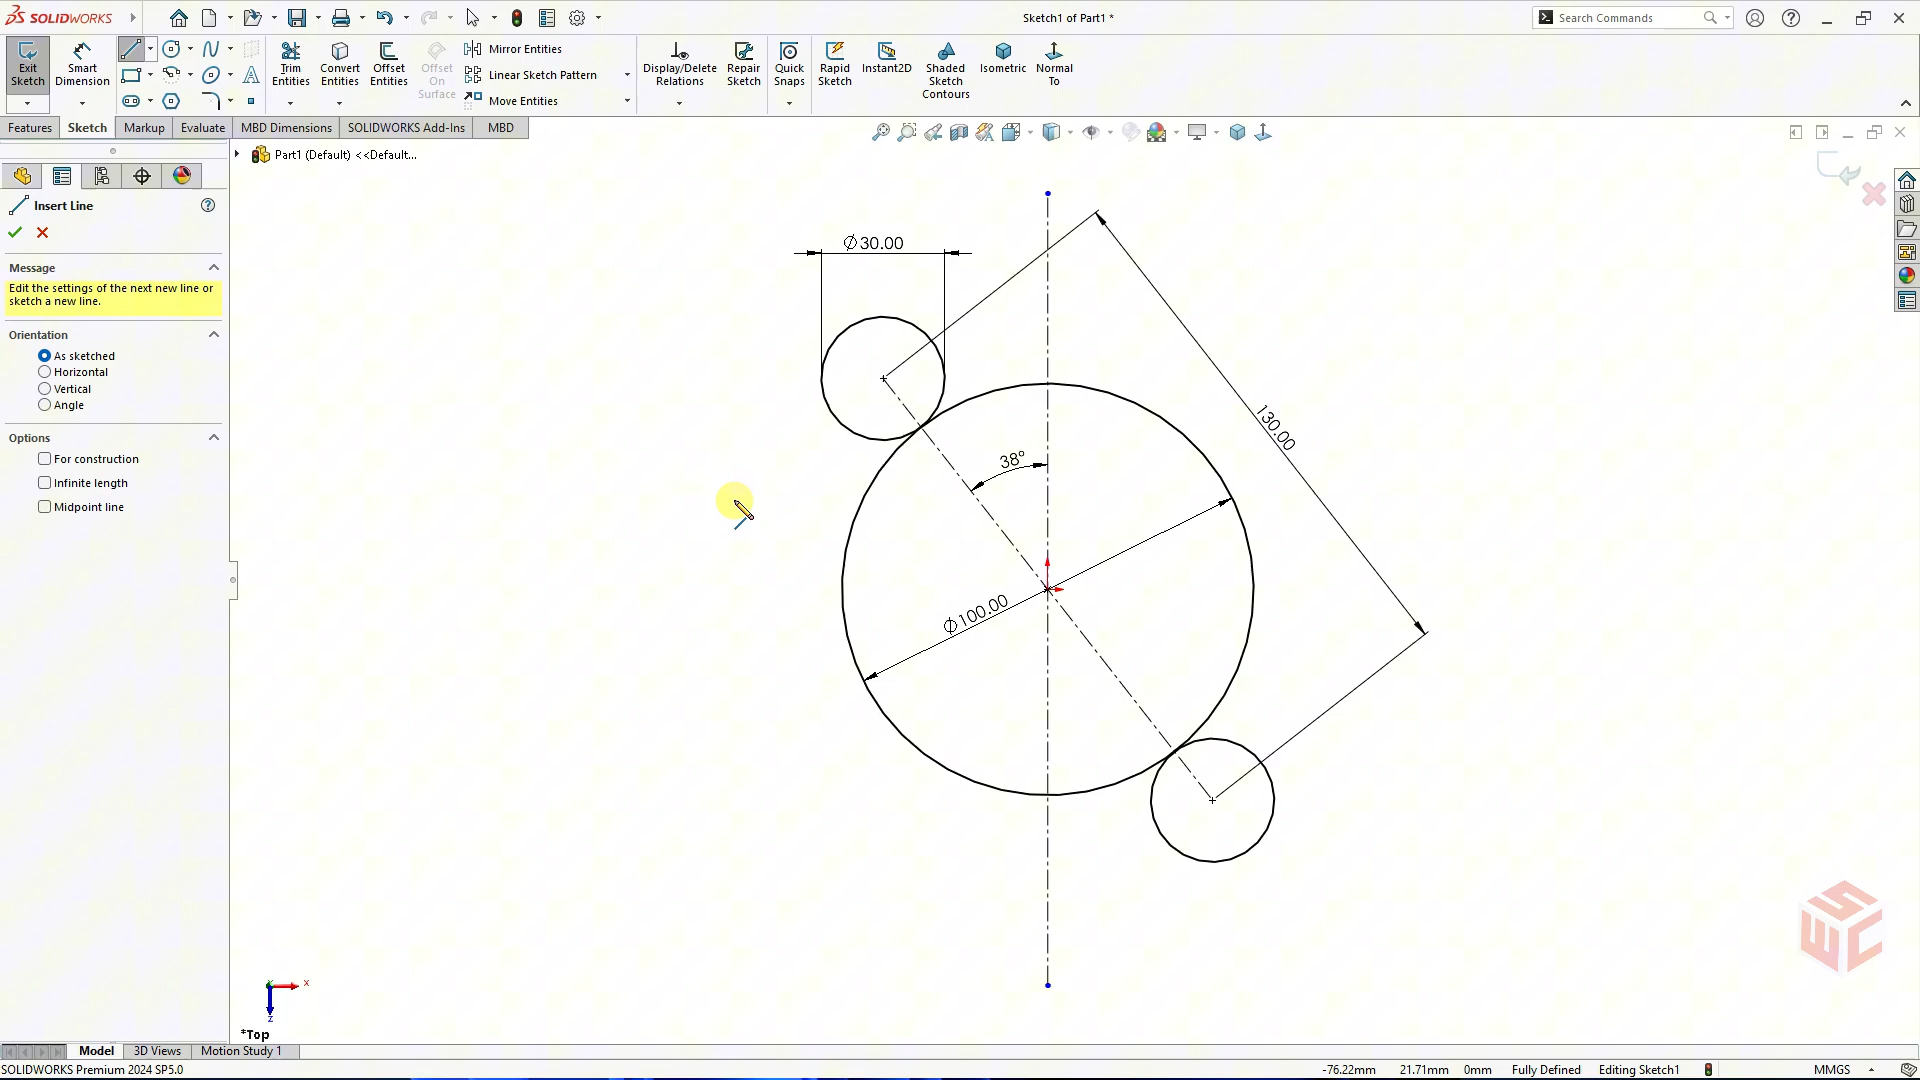 SOLIDWORKS
Sketch1 of Part1 *
Search Commands
Exit Sketch
Smart Dimension
Trim Entities
Convert Entities
Offset Entities
Offset On Surface
Mirror Entities
Linear Sketch Pattern
Move Entities
Display/Delete Relations
Repair Sketch
Quick Snaps
Rapid Sketch
Instant2D
Shaded Sketch Contours
Isometric
Normal To
Features
Sketch
Markup
Evaluate
MBD Dimensions
SOLIDWORKS Add-Ins
MBD
Part1 (Default) <<Default...
Insert Line
Message
Edit the settings of the next new line or
sketch a new line.
Orientation
As sketched
Horizontal
Vertical
Angle
Options
For construction
Infinite length
Midpoint line
∅30.00
130.00
38°
∅100.00
X
Y
Z
*Top
Model
3D Views
Motion Study 1
SOLIDWORKS Premium 2024 SP5.0
-76.22mm
21.71mm
0mm
Fully Defined
Editing Sketch1
MMGS
SWC